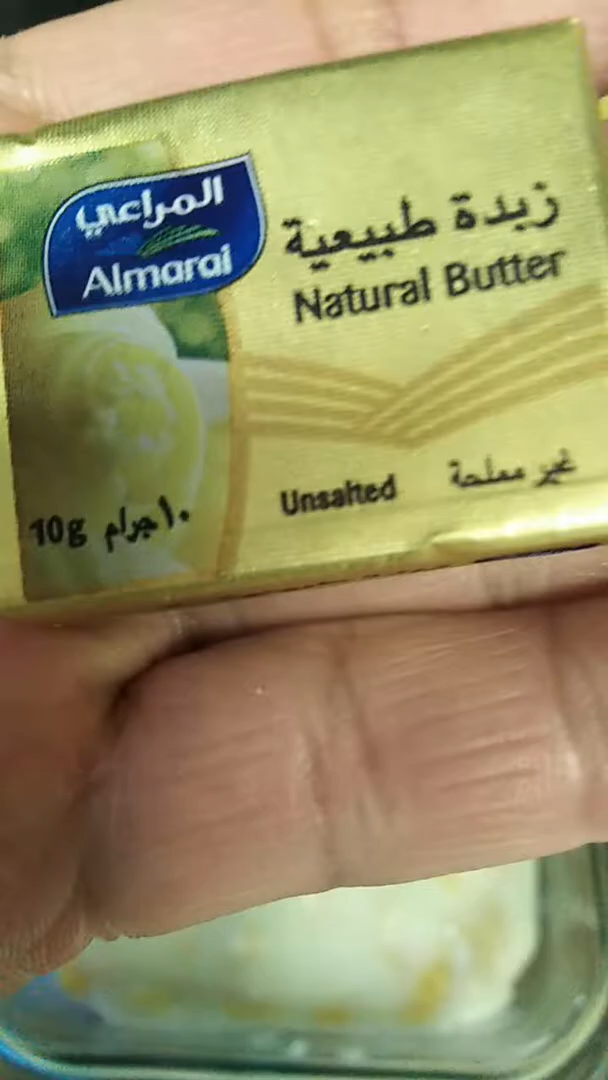 المراعي
Almarai
زبدة طبيعية
Natural Butter
Unsalted غير مملحة
10g ١٠جرام